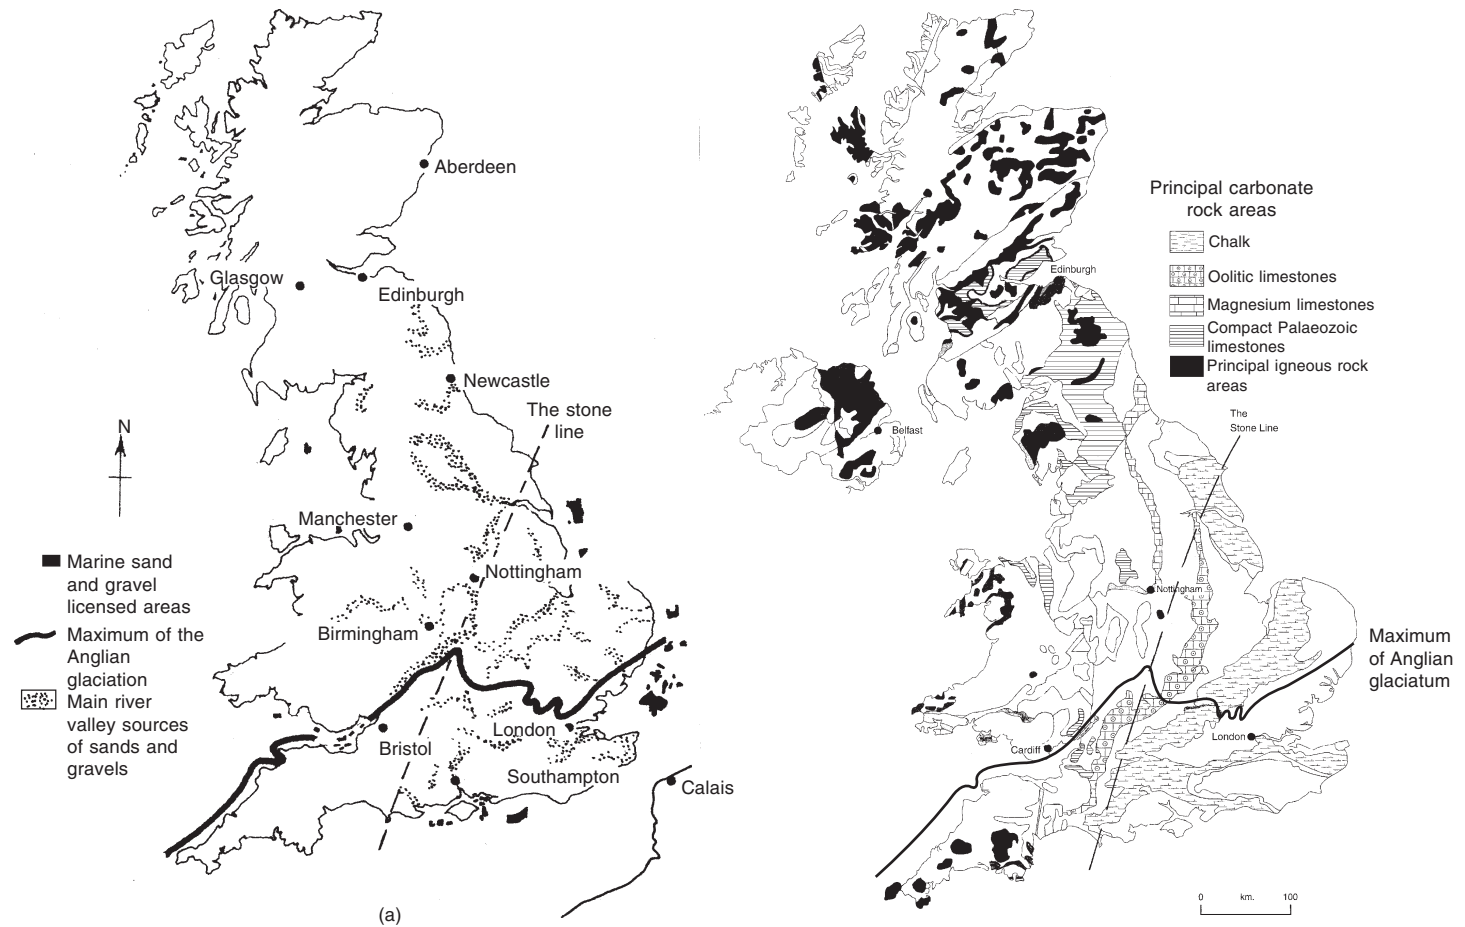 Aberdeen
Glasgow
Edinburgh
Newcastle
The stone
line
N
Manchester
Nottingham
Birmingham
Marine sand
and gravel
licensed areas
Maximum of the
Anglian
glaciation
Main river
valley sources
of sands and
gravels
Bristol
London
Southampton
Calais
(a)
Principal carbonate
rock areas
Chalk
Oolitic limestones
Magnesium limestones
Compact Palaeozoic
limestones
Principal igneous rock
areas
Edinburgh
The
Stone Line
Belfast
Nottingham
Maximum
of Anglian
glaciatum
Cardiff
London
0 km. 100